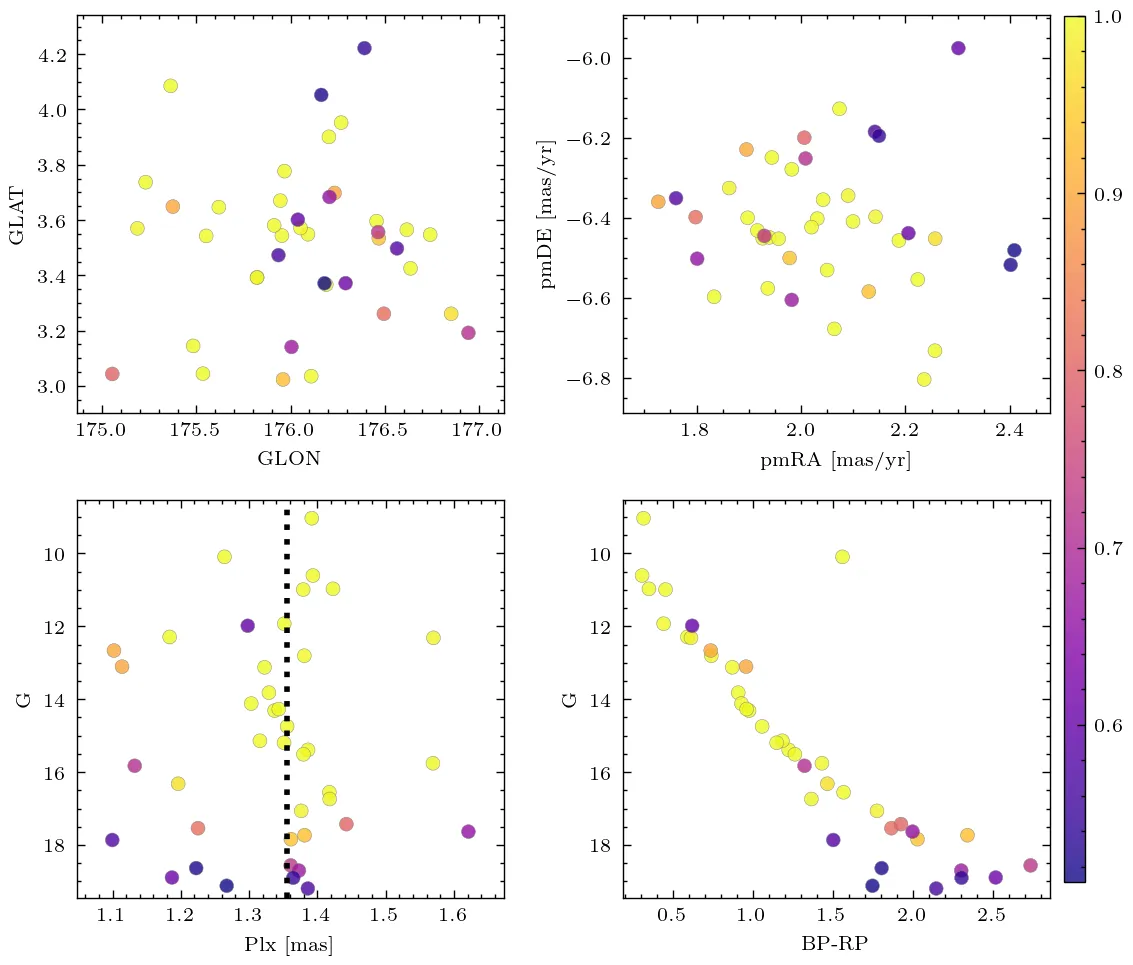 4.2
4.0
3.8
3.6
3.4
3.2
3.0
GLAT
175.0 175.5 176.0 176.5 177.0
GLON
−6.0
−6.2
−6.4
−6.6
−6.8
pmDE [mas/yr]
1.8 2.0 2.2 2.4
pmRA [mas/yr]
1.0
0.9
0.8
0.7
0.6
10
12
14
16
18
G
1.1 1.2 1.3 1.4 1.5 1.6
Plx [mas]
10
12
14
16
18
G
0.5 1.0 1.5 2.0 2.5
BP-RP